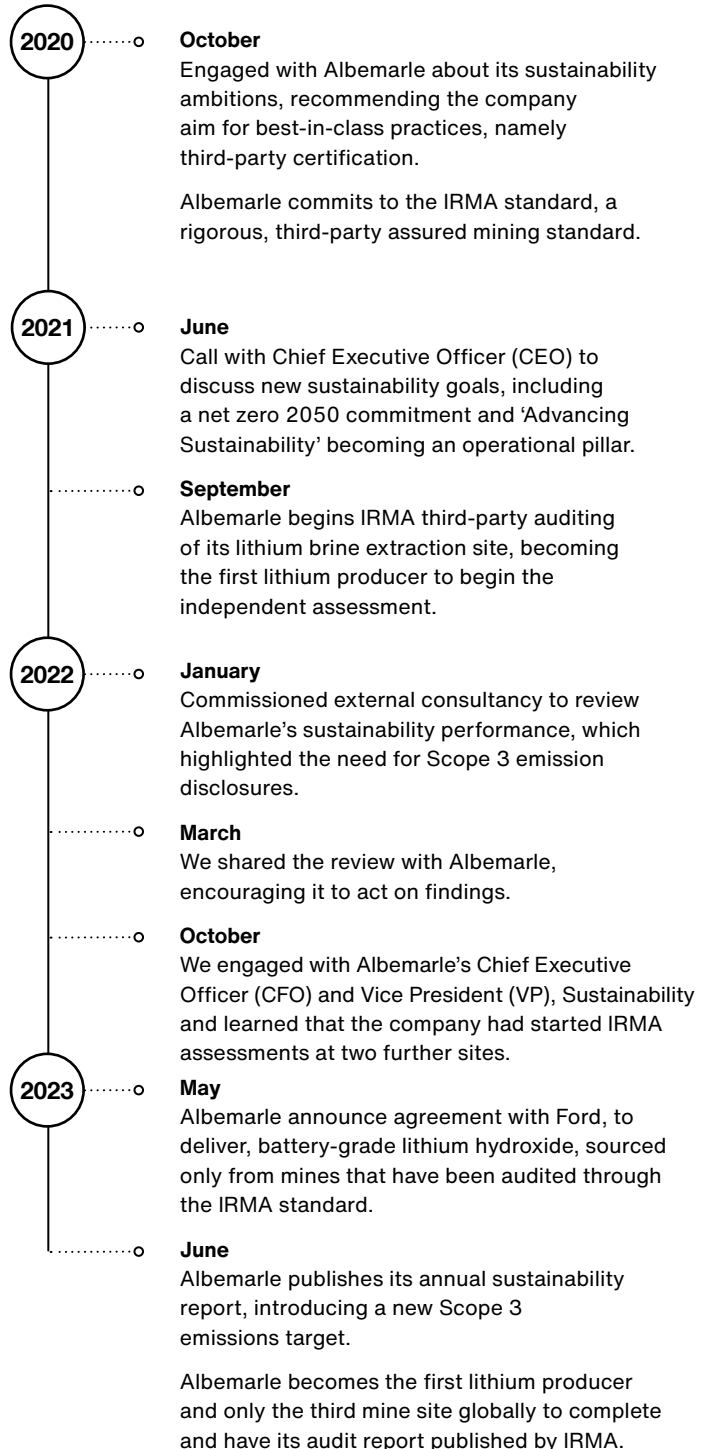 2020
October
Engaged with Albemarle about its sustainability
ambitions, recommending the company
aim for best-in-class practices, namely
third-party certification.
Albemarle commits to the IRMA standard, a
rigorous, third-party assured mining standard.
2021
June
Call with Chief Executive Officer (CEO) to
discuss new sustainability goals, including
a net zero 2050 commitment and ‘Advancing
Sustainability’ becoming an operational pillar.
September
Albemarle begins IRMA third-party auditing
of its lithium brine extraction site, becoming
the first lithium producer to begin the
independent assessment.
2022
January
Commissioned external consultancy to review
Albemarle’s sustainability performance, which
highlighted the need for Scope 3 emission
disclosures.
March
We shared the review with Albemarle,
encouraging it to act on findings.
October
We engaged with Albemarle’s Chief Executive
Officer (CFO) and Vice President (VP), Sustainability
and learned that the company had started IRMA
assessments at two further sites.
2023
May
Albemarle announce agreement with Ford, to
deliver, battery-grade lithium hydroxide, sourced
only from mines that have been audited through
the IRMA standard.
June
Albemarle publishes its annual sustainability
report, introducing a new Scope 3
emissions target.
Albemarle becomes the first lithium producer
and only the third mine site globally to complete
and have its audit report published by IRMA.